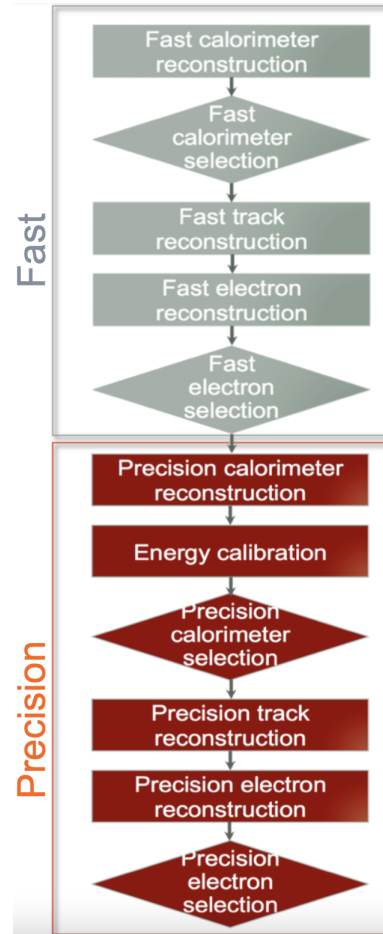 Fast
Fast calorimeter
reconstruction
Fast
calorimeter
selection
Fast track
reconstruction
Fast electron
reconstruction
Fast
electron
selection
Precision
Precision calorimeter
reconstruction
Energy calibration
Precision
calorimeter
selection
Precision track
reconstruction
Precision electron
reconstruction
Precision
electron
selection